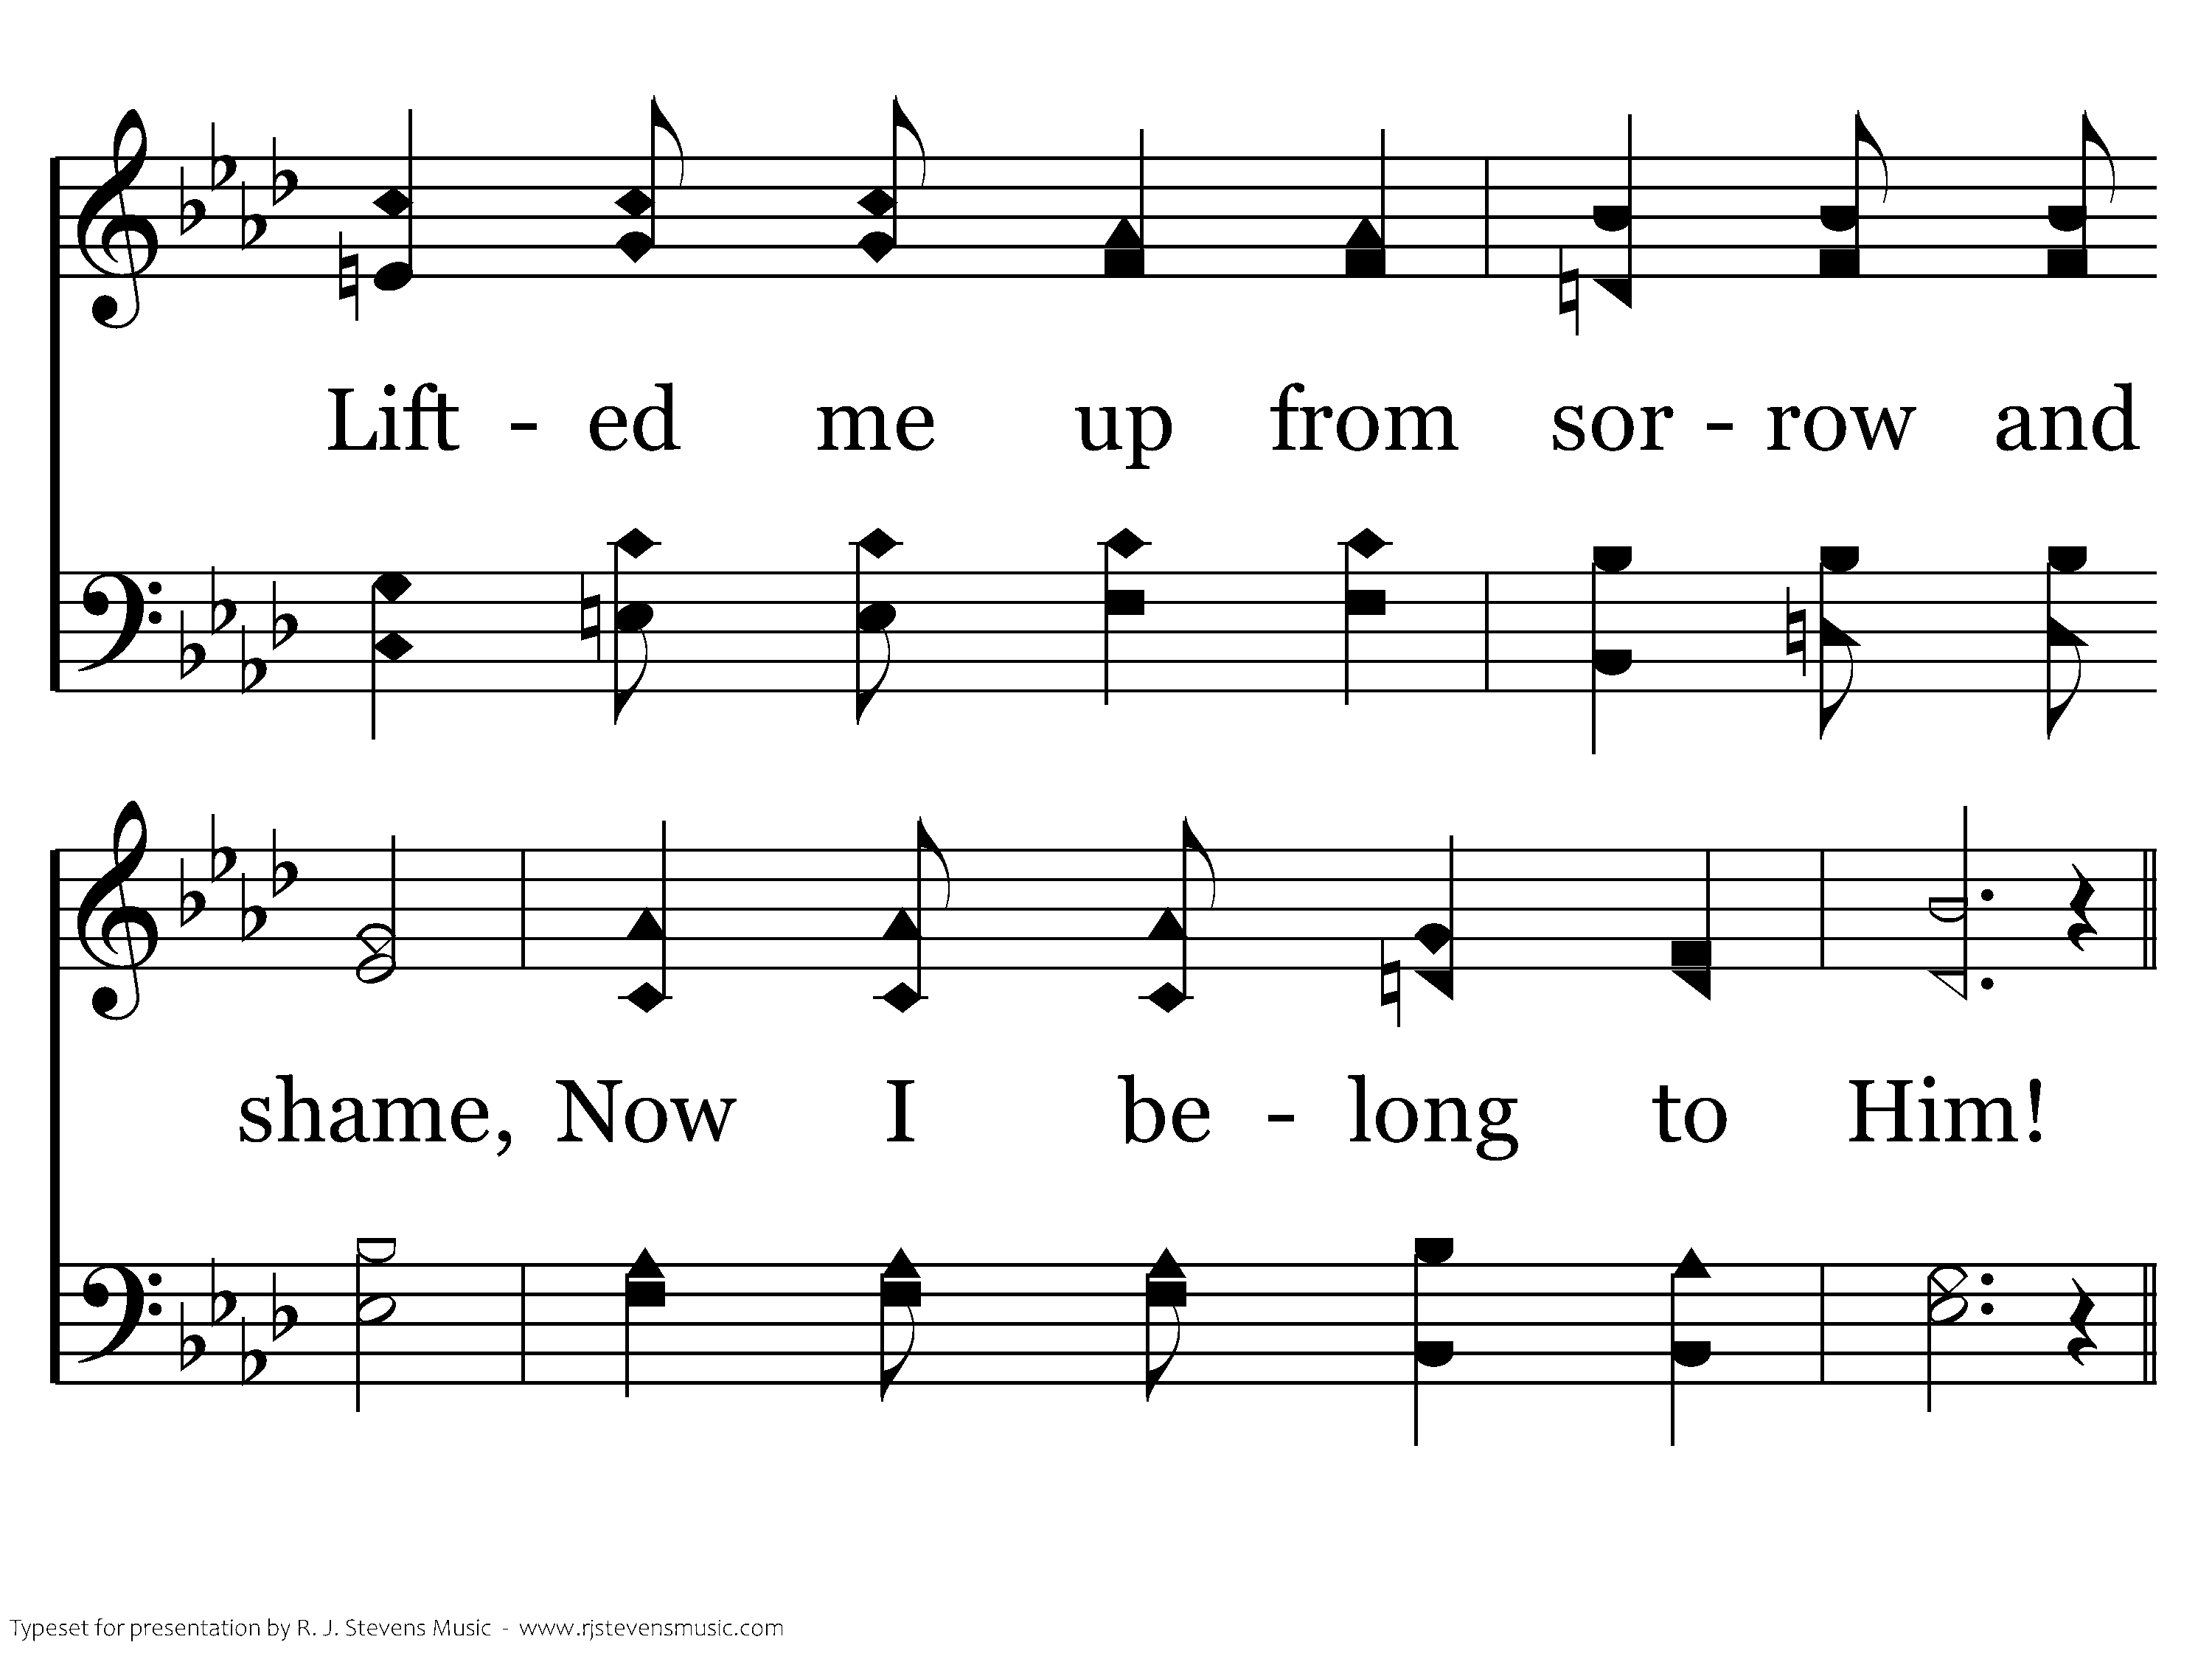 Lift - ed me up from sor - row and
shame, Now I be - long to Him!
Typeset for presentation by R. J. Stevens Music - www.rjstevensmusic.com